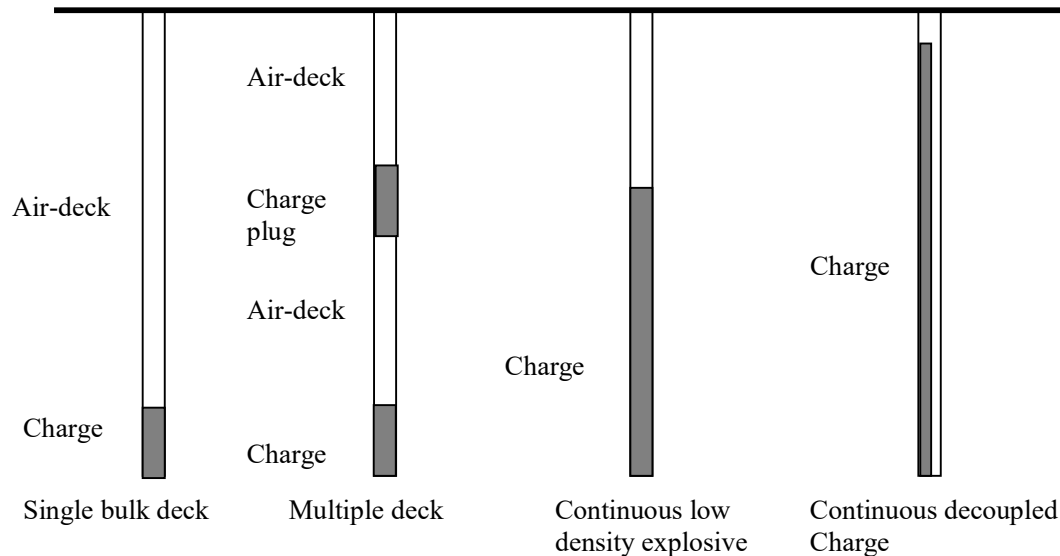 Air-deck
Charge
Single bulk deck
Air-deck
Charge
plug
Air-deck
Charge
Multiple deck
Charge
Continuous low
density explosive
Charge
Continuous decoupled
Charge